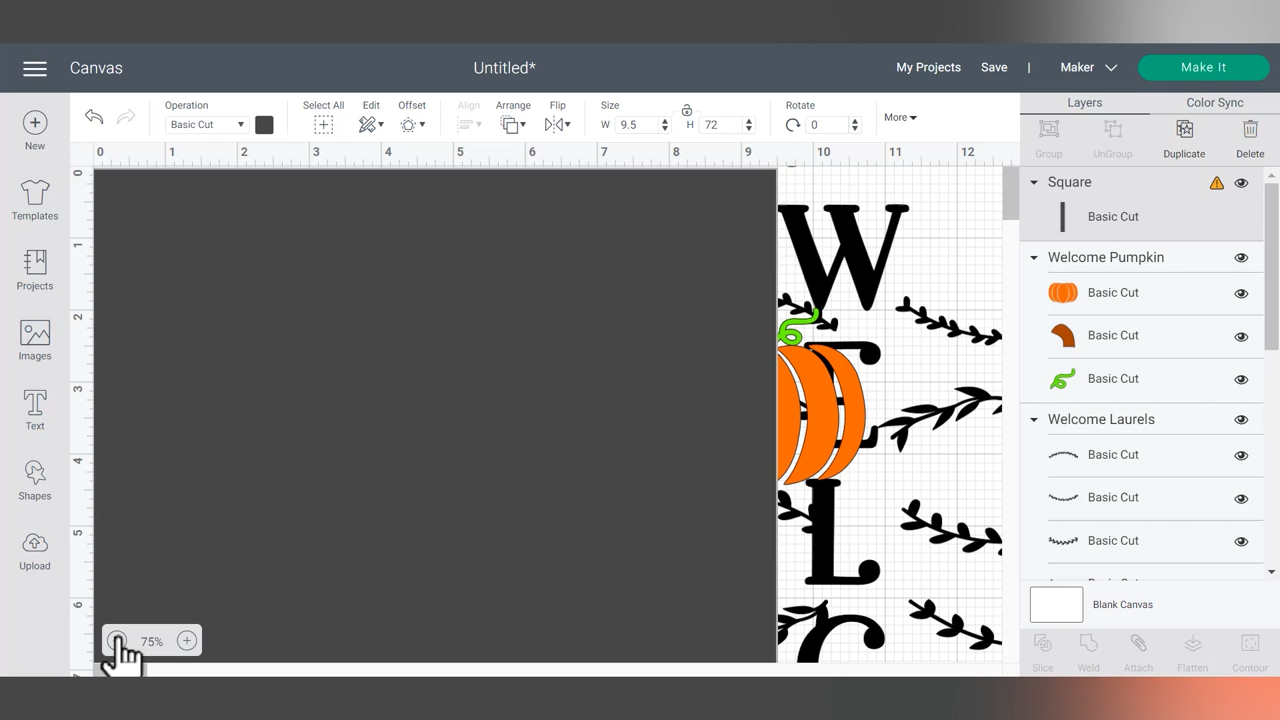 Canvas
Untitled*
My Projects
Save
|
Maker
Make It
New
Templates
Projects
Images
Text
Shapes
Upload
Operation
Basic Cut
Select All
Edit
Offset
Align
Arrange
Flip
Size
W 9.5
H 72
Rotate
0
More
0 1 2 3 4 5 6 7 8 9 10 11 12
0
1
2
3
4
5
6
W
E
L
C
75%
Layers
Color Sync
Group
UnGroup
Duplicate
Delete
Square
Basic Cut
Welcome Pumpkin
Basic Cut
Basic Cut
Basic Cut
Welcome Laurels
Basic Cut
Basic Cut
Basic Cut
Blank Canvas
Slice
Weld
Attach
Flatten
Contour